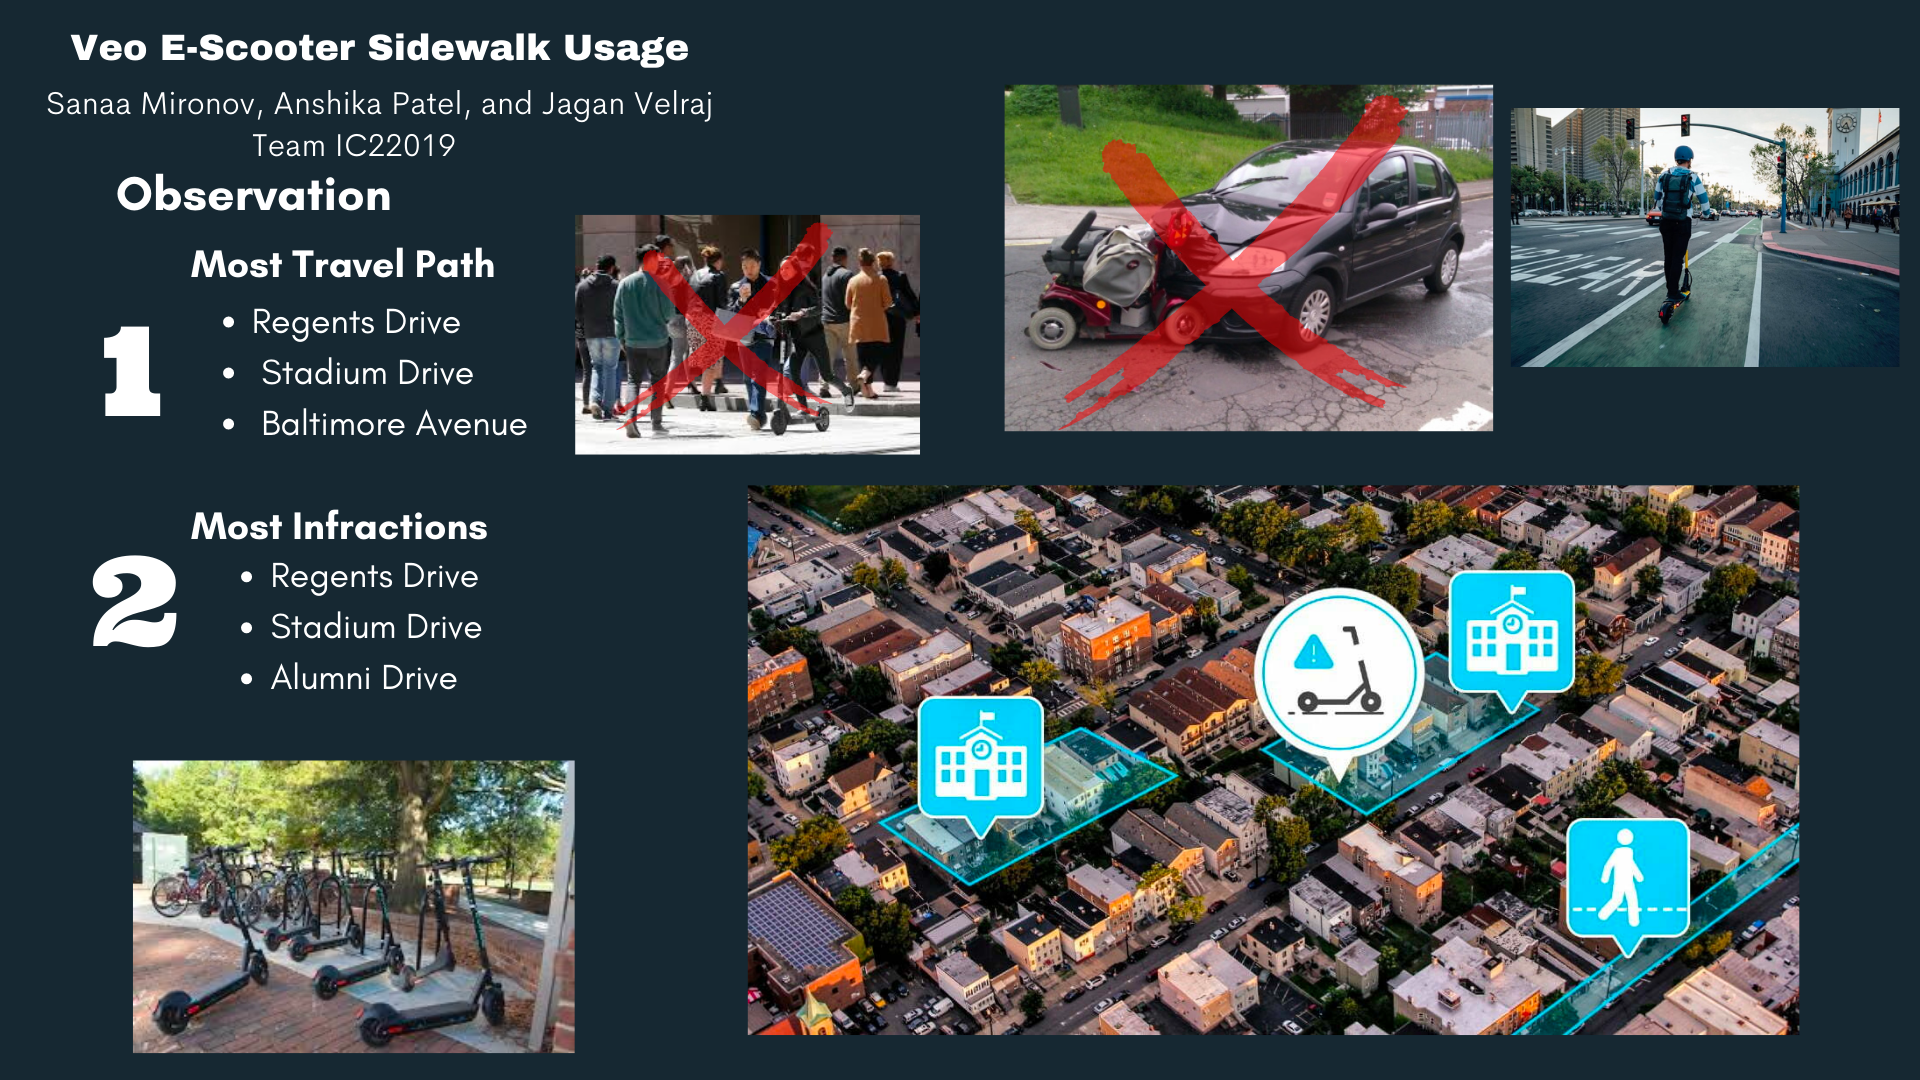 Veo E-Scooter Sidewalk Usage
Sanaa Mironov, Anshika Patel, and Jagan Velraj
Team IC22019
Observation
1
Most Travel Path
• Regents Drive
• Stadium Drive
• Baltimore Avenue
2
Most Infractions
• Regents Drive
• Stadium Drive
• Alumni Drive